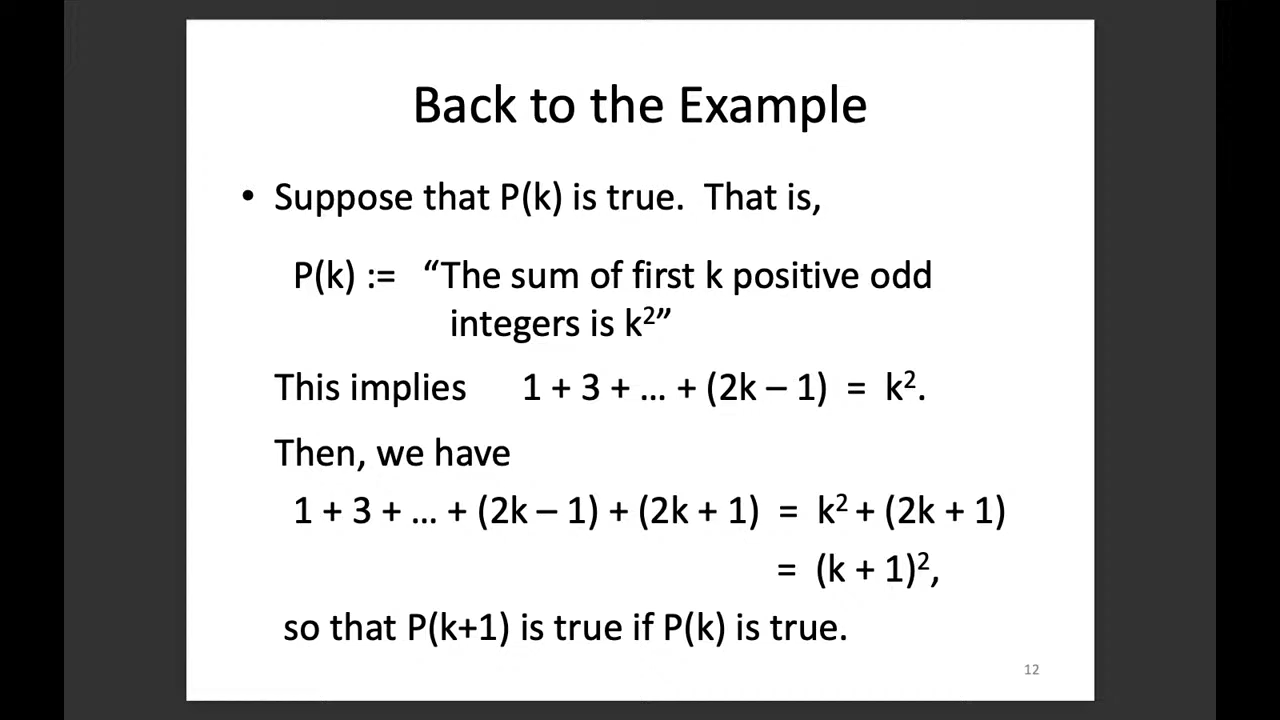 Back to the Example
• Suppose that P(k) is true. That is,
P(k) := “The sum of first k positive odd
integers is k²”
This implies 1 + 3 + … + (2k – 1) = k².
Then, we have
1 + 3 + … + (2k – 1) + (2k + 1) = k² + (2k + 1)
= (k + 1)²,
so that P(k+1) is true if P(k) is true.
12